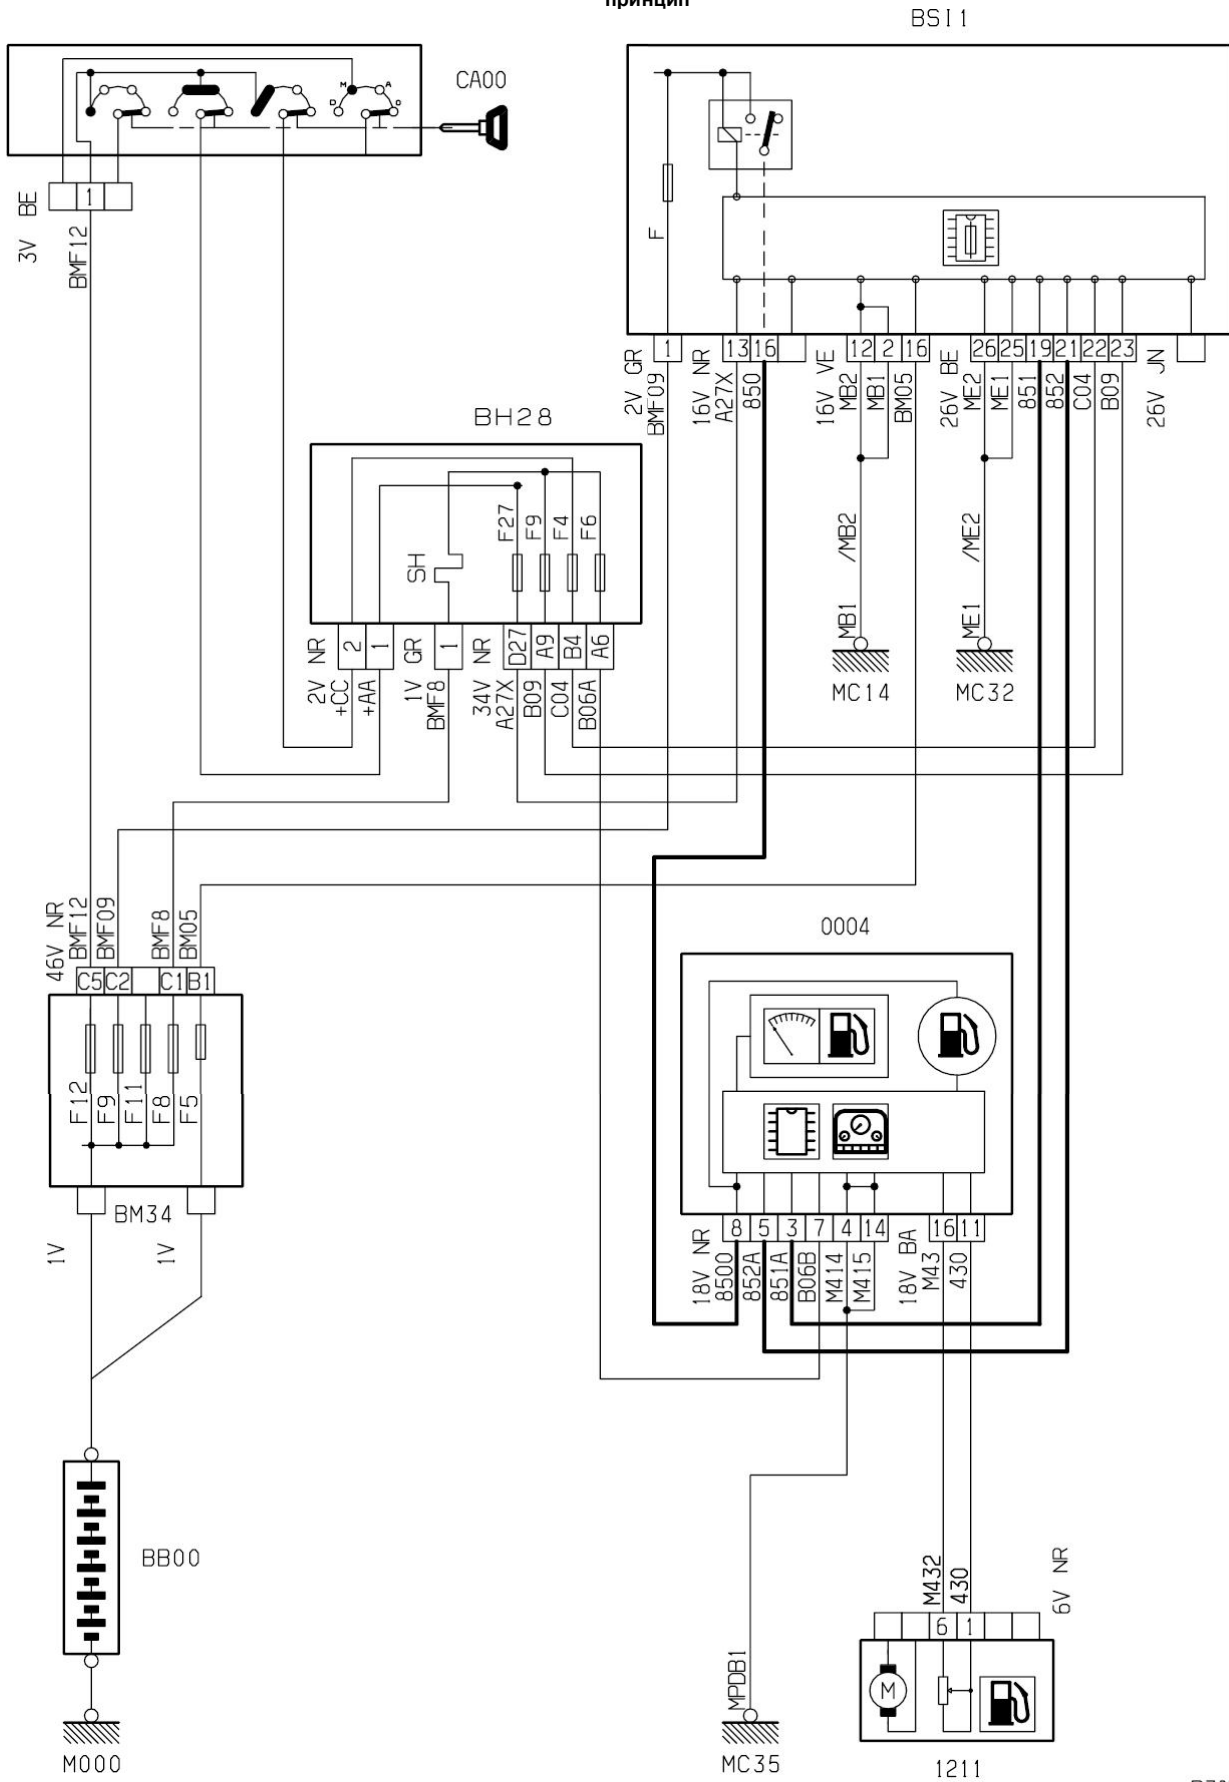 принцип
BSI1
CA00
M
A
D
D
3V BE
1
BMF12
F
2V GR
1
BMF09
16V NR
13
16
A27X
850
16V VE
12
2
16
MB2
MB1
BM05
26V BE
26
25
19
21
22
23
ME2
ME1
851
852
C04
B09
26V JN
BH28
SH
F27
F9
F4
F6
2V NR
2
1
+CC
+AA
1V GR
1
BMF8
34V NR
D27
A9
B4
A6
A27X
B09
C04
B06A
/MB2
MB1
MC14
/ME2
ME1
MC32
46V NR
BMF12
BMF09
BMF8
BM05
C5
C2
C1
B1
F12
F9
F11
F8
F5
BM34
1V
1V
0004
18V NR
8
5
3
7
4
14
8500
852A
851A
B06B
M414
M415
18V BA
16
11
M43
430
BB00
M000
MPDB1
MC35
M432
430
6V NR
6
1
M
1211